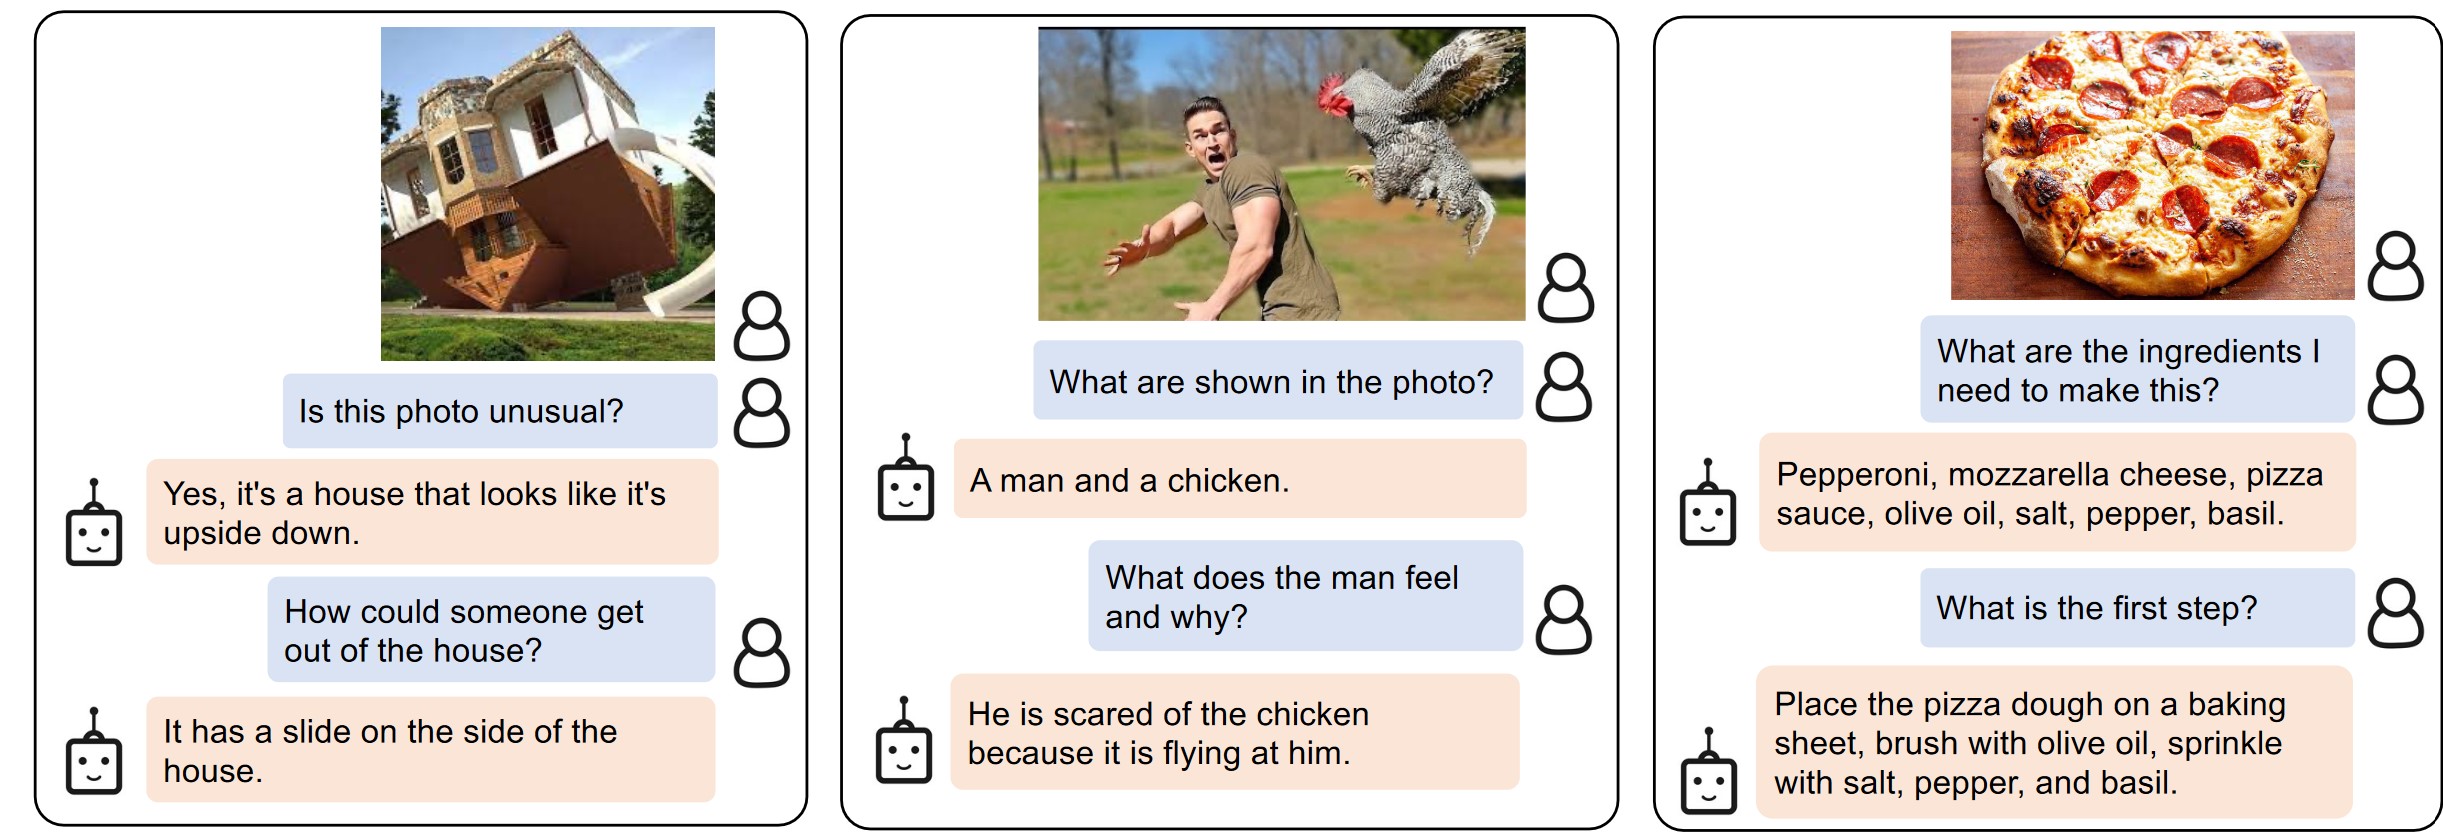 Is this photo unusual?
Yes, it's a house that looks like it's
upside down.
How could someone get
out of the house?
It has a slide on the side of the
house.
What are shown in the photo?
A man and a chicken.
What does the man feel
and why?
He is scared of the chicken
because it is flying at him.
What are the ingredients I
need to make this?
Pepperoni, mozzarella cheese, pizza
sauce, olive oil, salt, pepper, basil.
What is the first step?
Place the pizza dough on a baking
sheet, brush with olive oil, sprinkle
with salt, pepper, and basil.